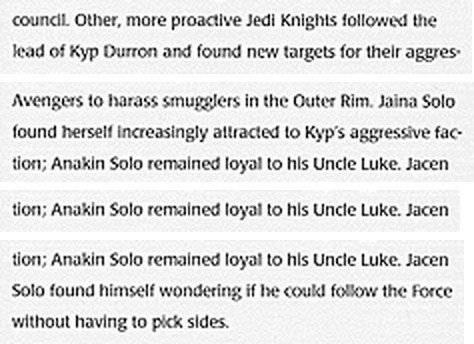 council. Other, more proactive Jedi Knights followed the
lead of Kyp Durron and found new targets for their aggres-
Avengers to harass smugglers in the Outer Rim. Jaina Solo
found herself increasingly attracted to Kyp's aggressive fac-
tion; Anakin Solo remained loyal to his Uncle Luke. Jacen
tion; Anakin Solo remained loyal to his Uncle Luke. Jacen
tion; Anakin Solo remained loyal to his Uncle Luke. Jacen
Solo found himself wondering if he could follow the Force
without having to pick sides.